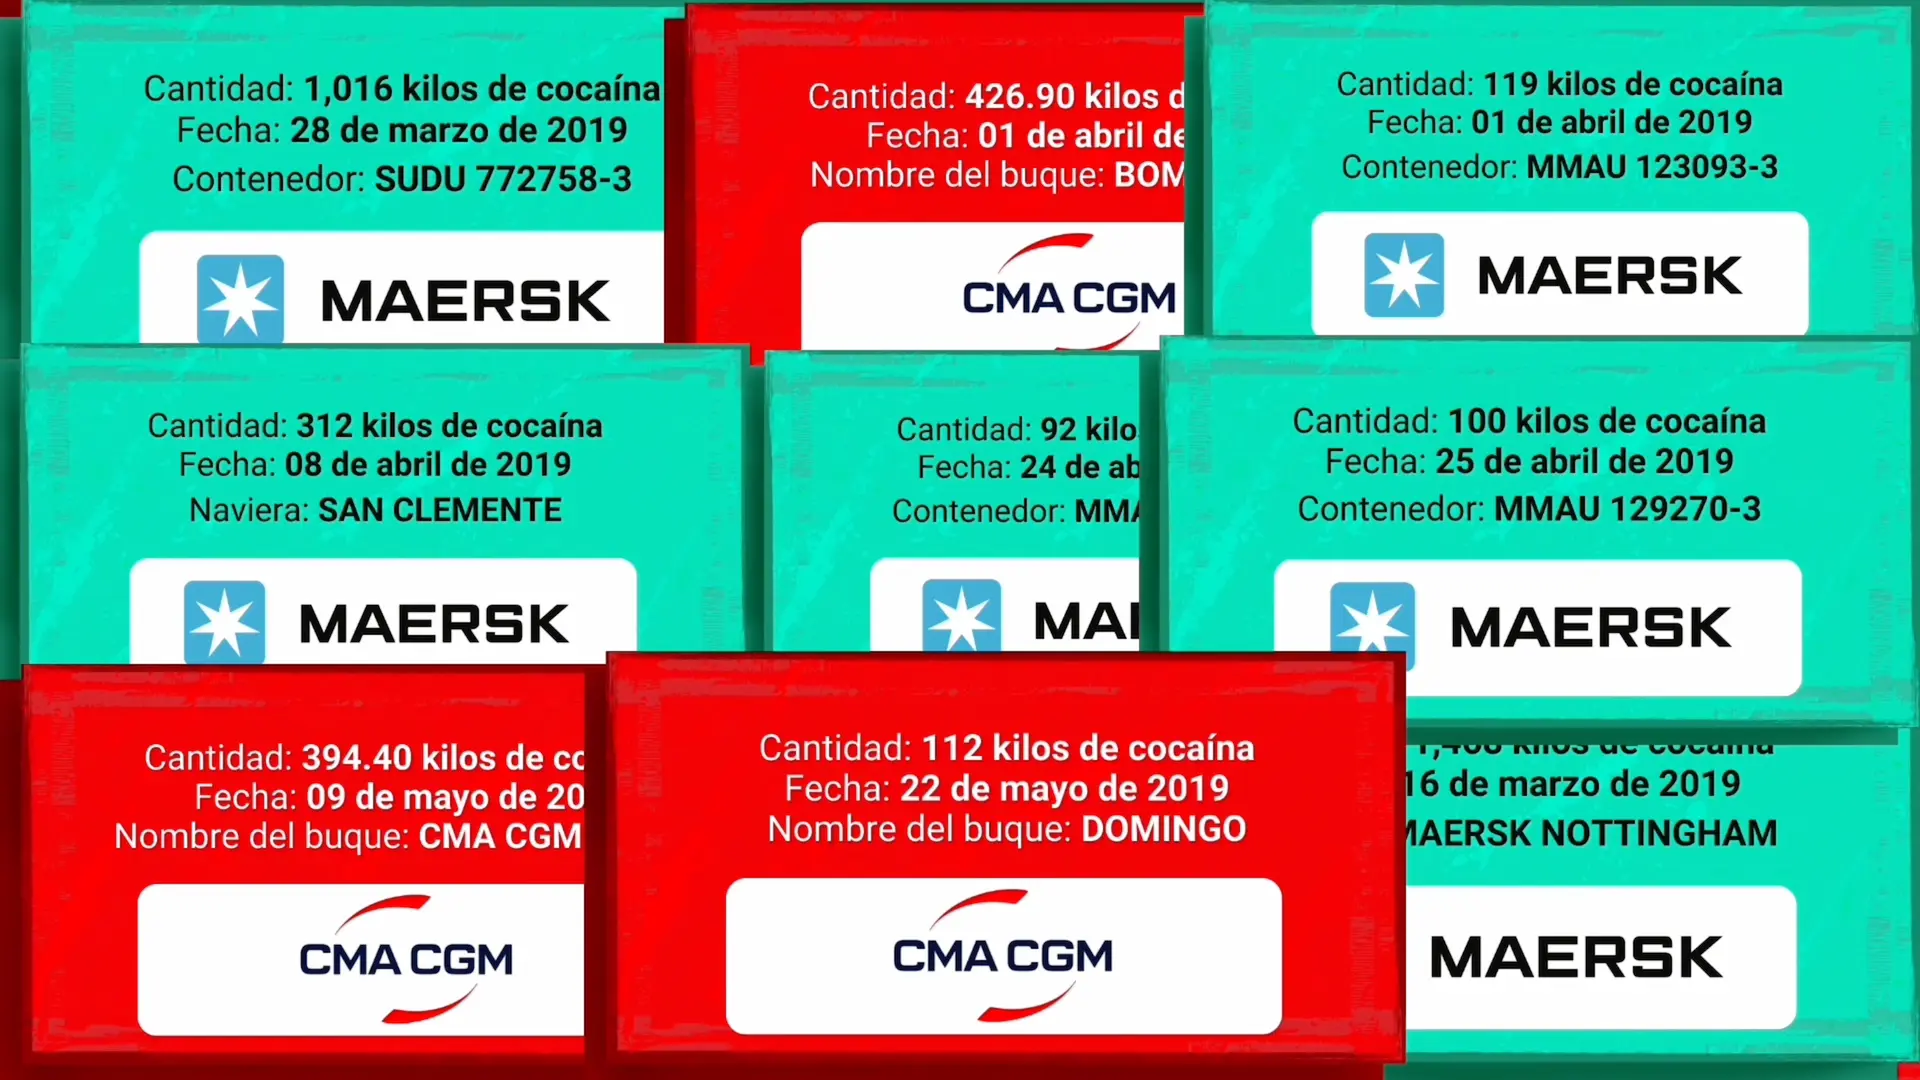 Cantidad: 1,016 kilos de cocaína
Fecha: 28 de marzo de 2019
Contenedor: SUDU 772758-3
MAERSK
Cantidad: 426.90 kilos
Fecha: 01 de abril
Nombre del buque:
CMA CGM
Cantidad: 119 kilos de cocaína
Fecha: 01 de abril de 2019
Contenedor: MMAU 123093-3
MAERSK
Cantidad: 312 kilos de cocaína
Fecha: 08 de abril de 2019
Naviera: SAN CLEMENTE
MAERSK
Cantidad: 92
Fecha: 24 de
Contenedor:
Cantidad: 100 kilos de cocaína
Fecha: 25 de abril de 2019
Contenedor: MMAU 129270-3
MAERSK
Cantidad: 394.40 kilos de
Fecha: 09 de mayo de
Nombre del buque: CMA CGM
CMA CGM
Cantidad: 112 kilos de cocaína
Fecha: 22 de mayo de 2019
Nombre del buque: DOMINGO
CMA CGM
kilos de cocaína
16 de marzo de 2019
MAERSK NOTTINGHAM
MAERSK